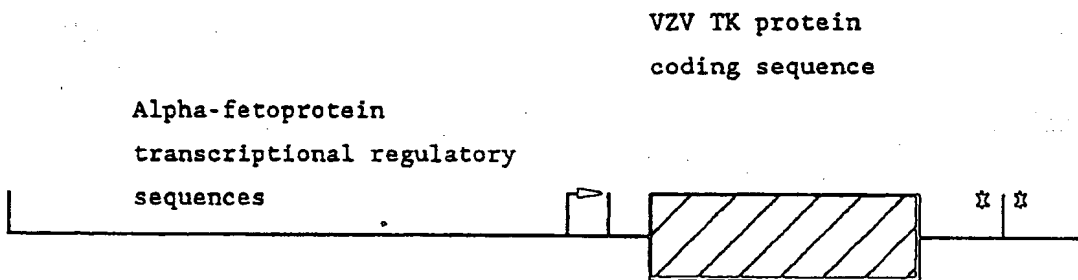 VZV TK protein
coding sequence
Alpha-fetoprotein
transcriptional regulatory
sequences